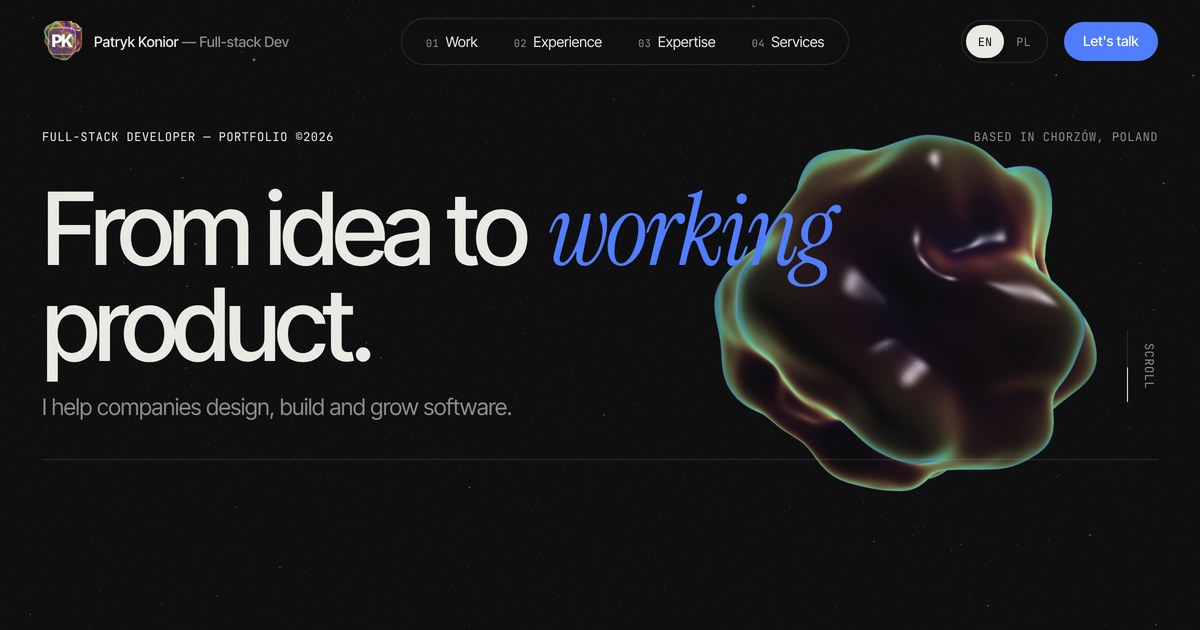 PK Patryk Konior — Full-stack Dev
01 Work 02 Experience 03 Expertise 04 Services
EN PL
Let's talk
FULL-STACK DEVELOPER — PORTFOLIO ©2026
BASED IN CHORZÓW, POLAND
From idea to working
product.
I help companies design, build and grow software.
SCROLL